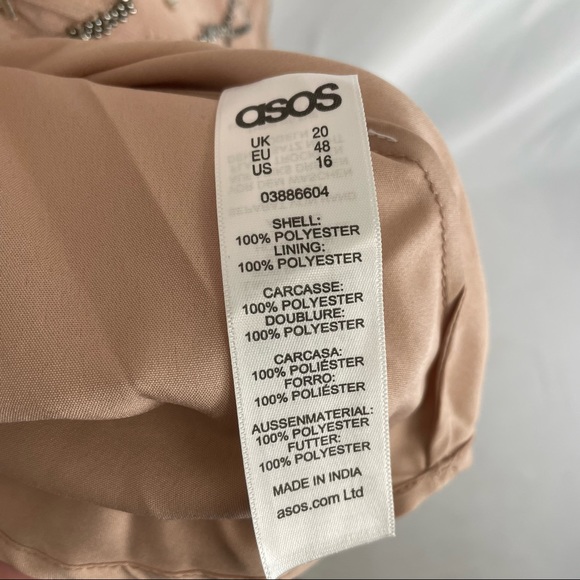 asos
UK 20
EU 48
US 16
03886604
SHELL:
100% POLYESTER
LINING:
100% POLYESTER
CARCASSE:
100% POLYESTER
DOUBLURE:
100% POLYESTER
CARCASA:
100% POLIÉSTER
FORRO:
100% POLIÉSTER
AUSSENMATERIAL:
100% POLYESTER
FUTTER:
100% POLYESTER
MADE IN INDIA
asos.com Ltd